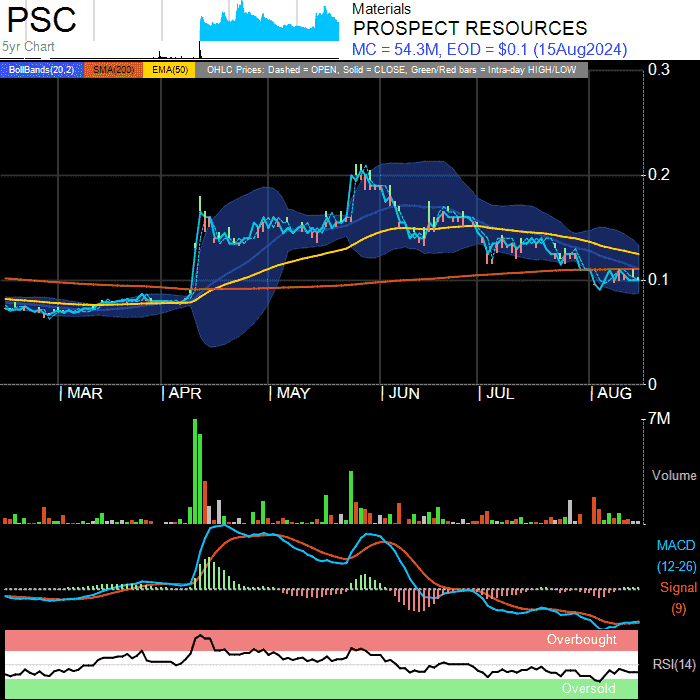 PSC
5yr Chart
Materials
PROSPECT RESOURCES
MC = 54.3M, EOD = $0.1 (15Aug2024)
BollBands(20,2) SMA(200) EMA(50) OHLC Prices: Dashed = OPEN, Solid = CLOSE, Green/Red bars = Intra-day HIGH/LOW
0.3
0.2
0.1
0
| MAR | APR | MAY | JUN | JUL | AUG
7M
Volume
MACD
(12-26)
Signal
(9)
Overbought
RSI(14)
Oversold